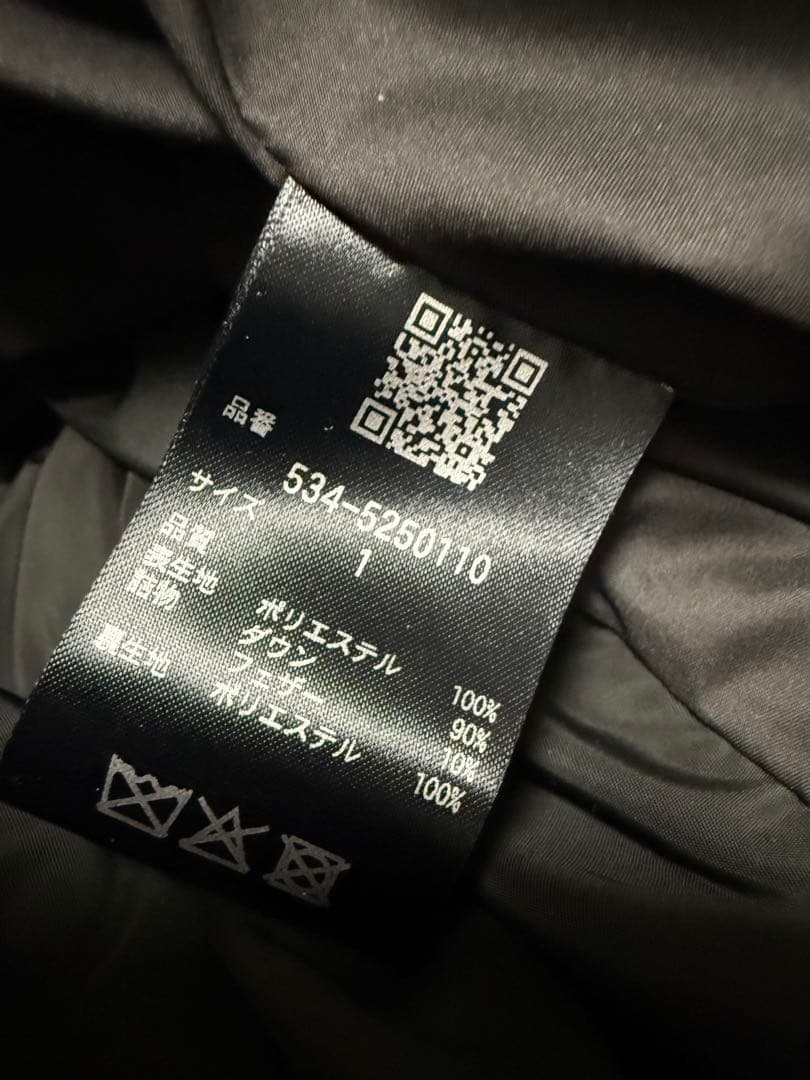 品番
534-5250110
サイズ 1
品質
表生地 ポリエステル 100%
詰物 ダウン 90%
フェザー 10%
裏生地 ポリエステル 100%